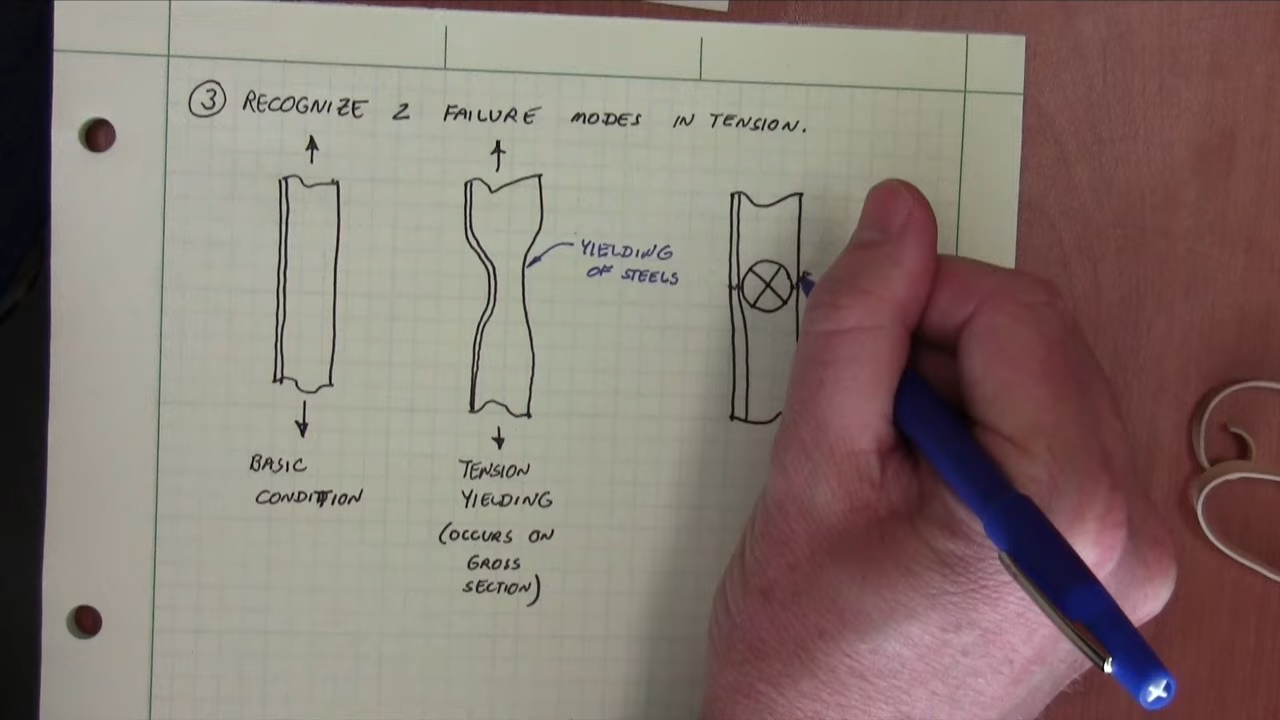 ③ RECOGNIZE 2 FAILURE MODES IN TENSION.
YIELDING
OF STEELS
BASIC
CONDITION
TENSION
YIELDING
(OCCURS ON
GROSS
SECTION)